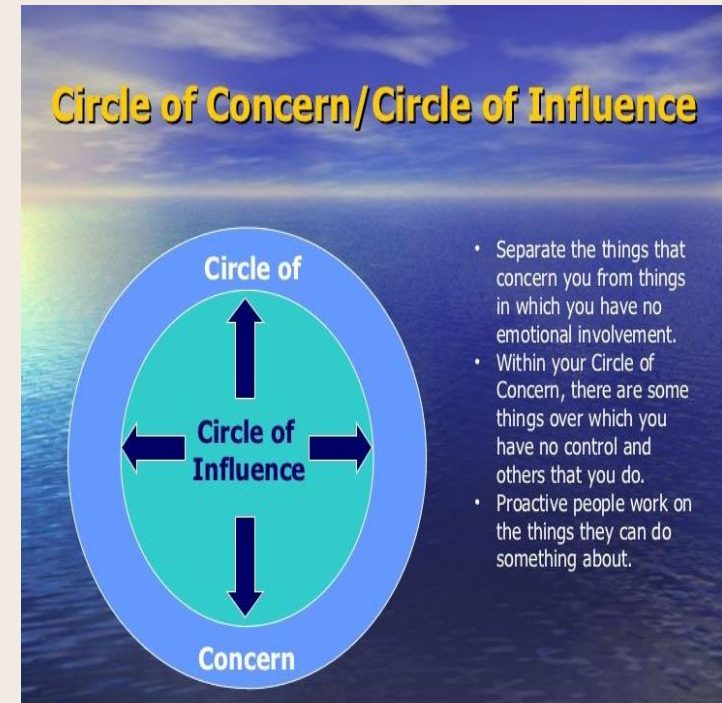 Circle of Concern/Circle of Influence
Circle of
Circle of
Influence
Concern
• Separate the things that
concern you from things
in which you have no
emotional involvement.
• Within your Circle of
Concern, there are some
things over which you
have no control and
others that you do.
• Proactive people work on
the things they can do
something about.